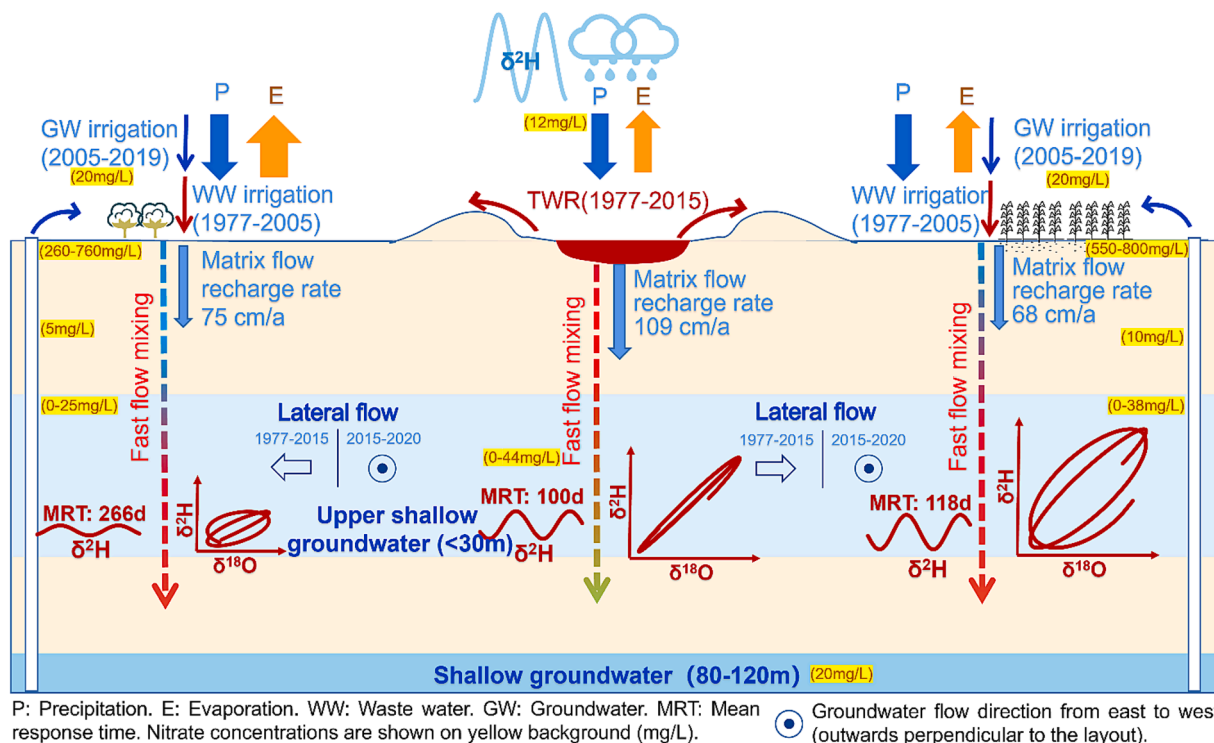 δ²H
P
E
(12mg/L)
P
E
GW irrigation
(2005-2019)
(20mg/L)
WW irrigation
(1977-2005)
TWR(1977-2015)
P
E
GW irrigation
(2005-2019)
(20mg/L)
WW irrigation
(1977-2005)
(260-760mg/L)
Matrix flow
recharge rate
75 cm/a
Fast flow mixing
(5mg/L)
(0-25mg/L)
Matrix flow
recharge rate
109 cm/a
Fast flow mixing
(550-800mg/L)
Matrix flow
recharge rate
68 cm/a
Fast flow mixing
(10mg/L)
(0-38mg/L)
Lateral flow
1977-2015
2015-2020
Lateral flow
1977-2015
2015-2020
(0-44mg/L)
MRT: 266d
δ²H
δ²H
δ¹⁸O
Upper shallow
groundwater (<30m)
MRT: 100d
δ²H
δ²H
δ¹⁸O
MRT: 118d
δ²H
δ²H
δ¹⁸O
Shallow groundwater (80-120m)
(20mg/L)
P: Precipitation. E: Evaporation. WW: Waste water. GW: Groundwater. MRT: Mean
response time. Nitrate concentrations are shown on yellow background (mg/L).
Groundwater flow direction from east to wes
(outwards perpendicular to the layout).